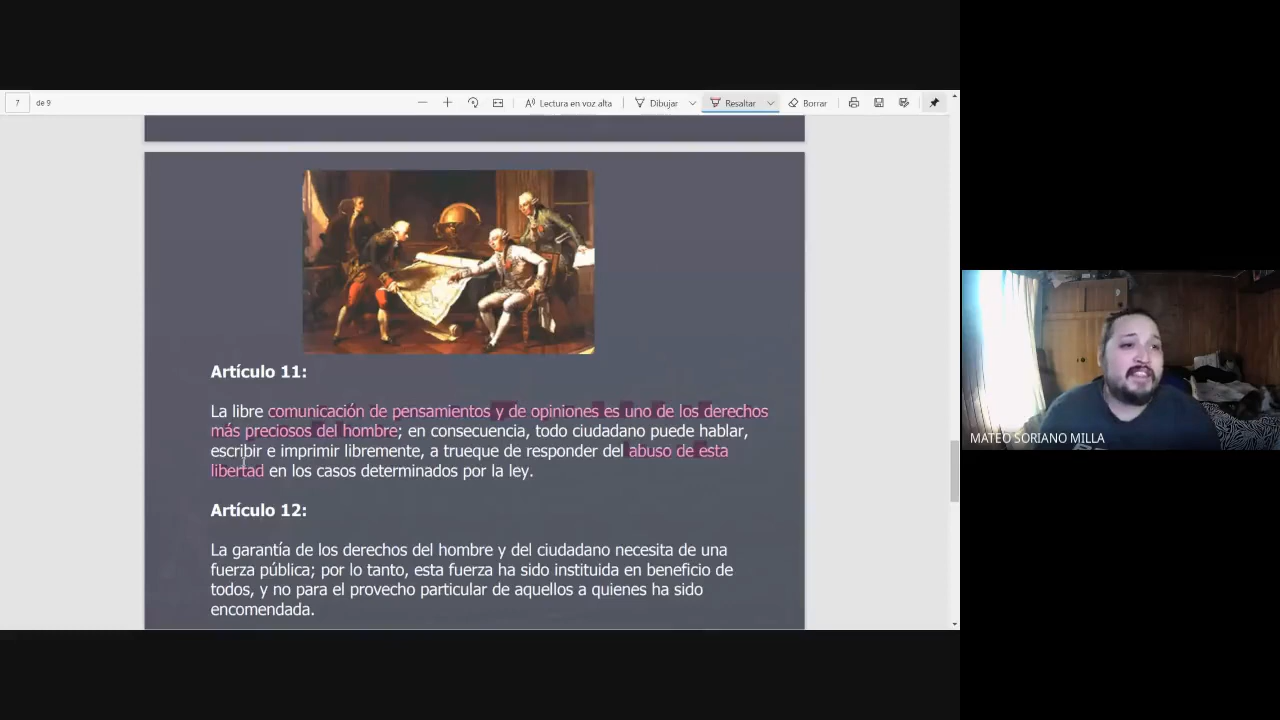 7 de 9
Lectura en voz alta
Dibujar
Resaltar
Borrar
Artículo 11:
La libre comunicación de pensamientos y de opiniones es uno de los derechos
más preciosos del hombre; en consecuencia, todo ciudadano puede hablar,
escribir e imprimir libremente, a trueque de responder del abuso de esta
libertad en los casos determinados por la ley.
Artículo 12:
La garantía de los derechos del hombre y del ciudadano necesita de una
fuerza pública; por lo tanto, esta fuerza ha sido instituida en beneficio de
todos, y no para el provecho particular de aquellos a quienes ha sido
encomendada.
MATEO SORIANO MILLA